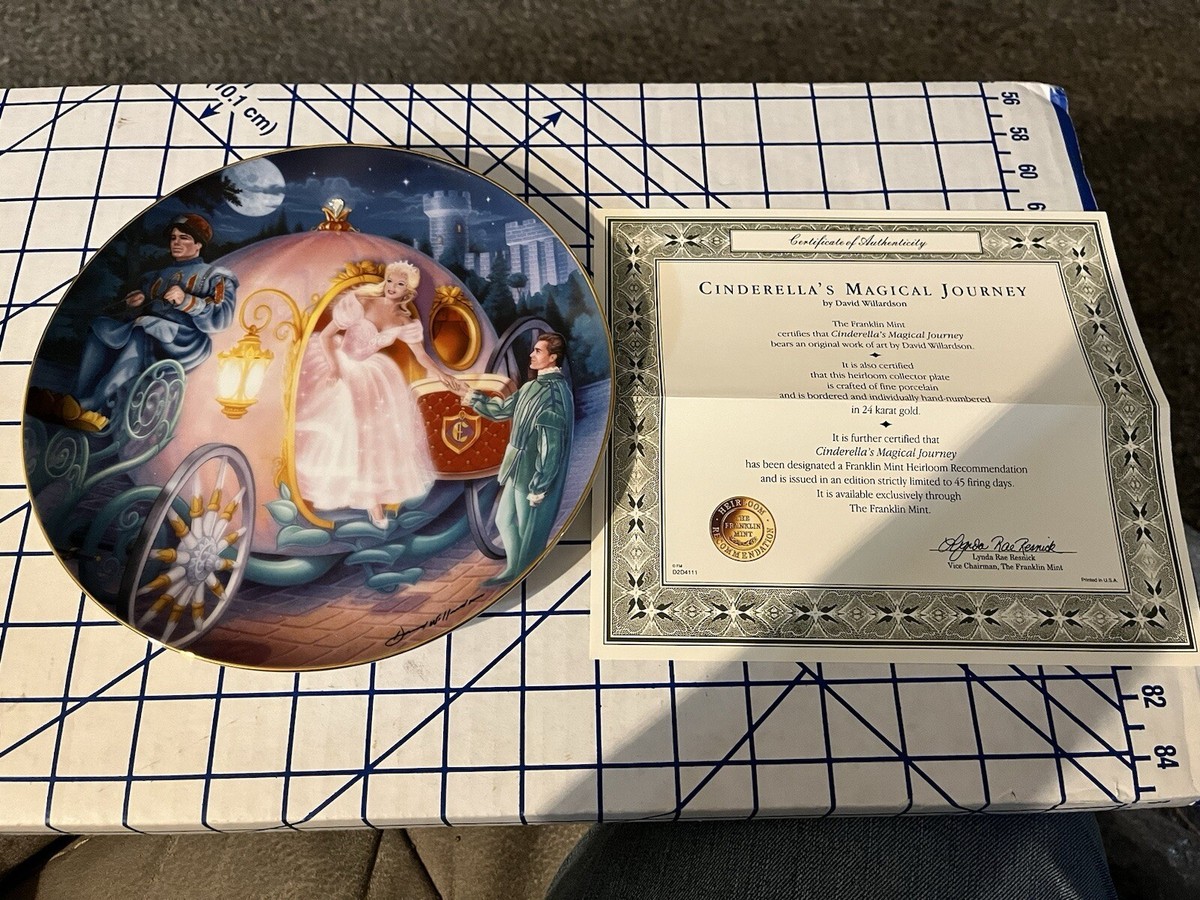 (10.1 cm)
56
58
60
Certificate of Authenticity
CINDERELLA'S MAGICAL JOURNEY
by David Willardson
The Franklin Mint
certifies that Cinderella's Magical Journey
bears an original work of art by David Willardson.
It is also certified
that this heirloom collector plate
is crafted of fine porcelain
and is bordered and individually hand-numbered
in 24 karat gold.
It is further certified that
Cinderella's Magical Journey
has been designated a Franklin Mint Heirloom Recommendation
and is issued in an edition strictly limited to 45 firing days.
It is available exclusively through
The Franklin Mint.
HEIRLOOM
THE
FRANKLIN
MINT
RECOMMENDATION
Lynda Rae Resnick
Lynda Rae Resnick
Vice Chairman, The Franklin Mint
© FM
D2D4111
Printed in U.S.A.
C
82
84